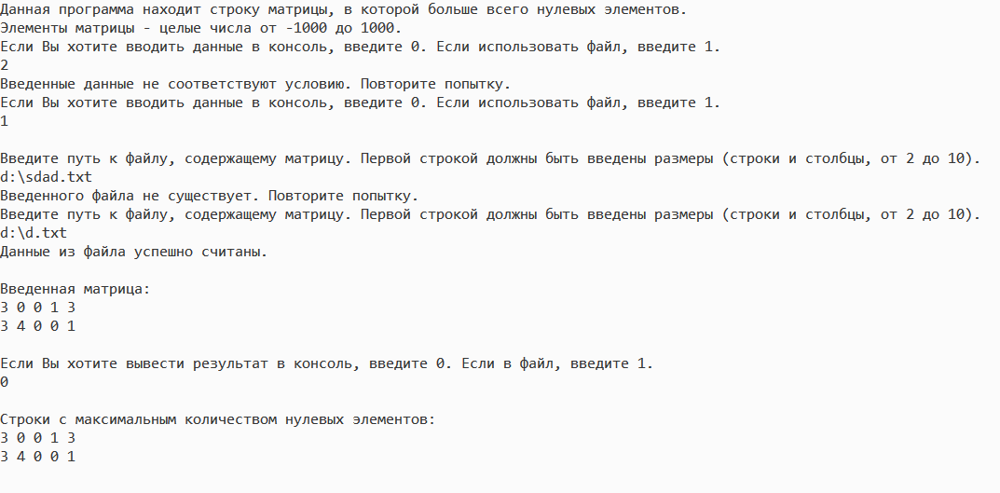 Данная программа находит строку матрицы, в которой больше всего нулевых элементов.
Элементы матрицы - целые числа от -1000 до 1000.
Если Вы хотите вводить данные в консоль, введите 0. Если использовать файл, введите 1.
2
Введенные данные не соответствуют условию. Повторите попытку.
Если Вы хотите вводить данные в консоль, введите 0. Если использовать файл, введите 1.
1
Введите путь к файлу, содержащему матрицу. Первой строкой должны быть введены размеры (строки и столбцы, от 2 до 10).
d:\sdad.txt
Введенного файла не существует. Повторите попытку.
Введите путь к файлу, содержащему матрицу. Первой строкой должны быть введены размеры (строки и столбцы, от 2 до 10).
d:\d.txt
Данные из файла успешно считаны.
Введенная матрица:
3 0 0 1 3
3 4 0 0 1
Если Вы хотите вывести результат в консоль, введите 0. Если в файл, введите 1.
0
Строки с максимальным количеством нулевых элементов:
3 0 0 1 3
3 4 0 0 1